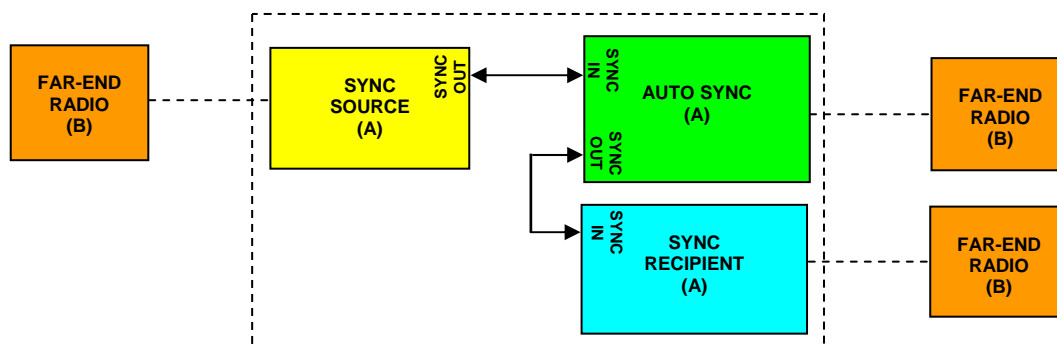 FAR-END
RADIO
(B)
SYNC
SOURCE
(A)
SYNC
OUT
SYNC
IN
AUTO SYNC
(A)
SYNC
OUT
FAR-END
RADIO
(B)
SYNC
IN
SYNC
RECIPIENT
(A)
FAR-END
RADIO
(B)